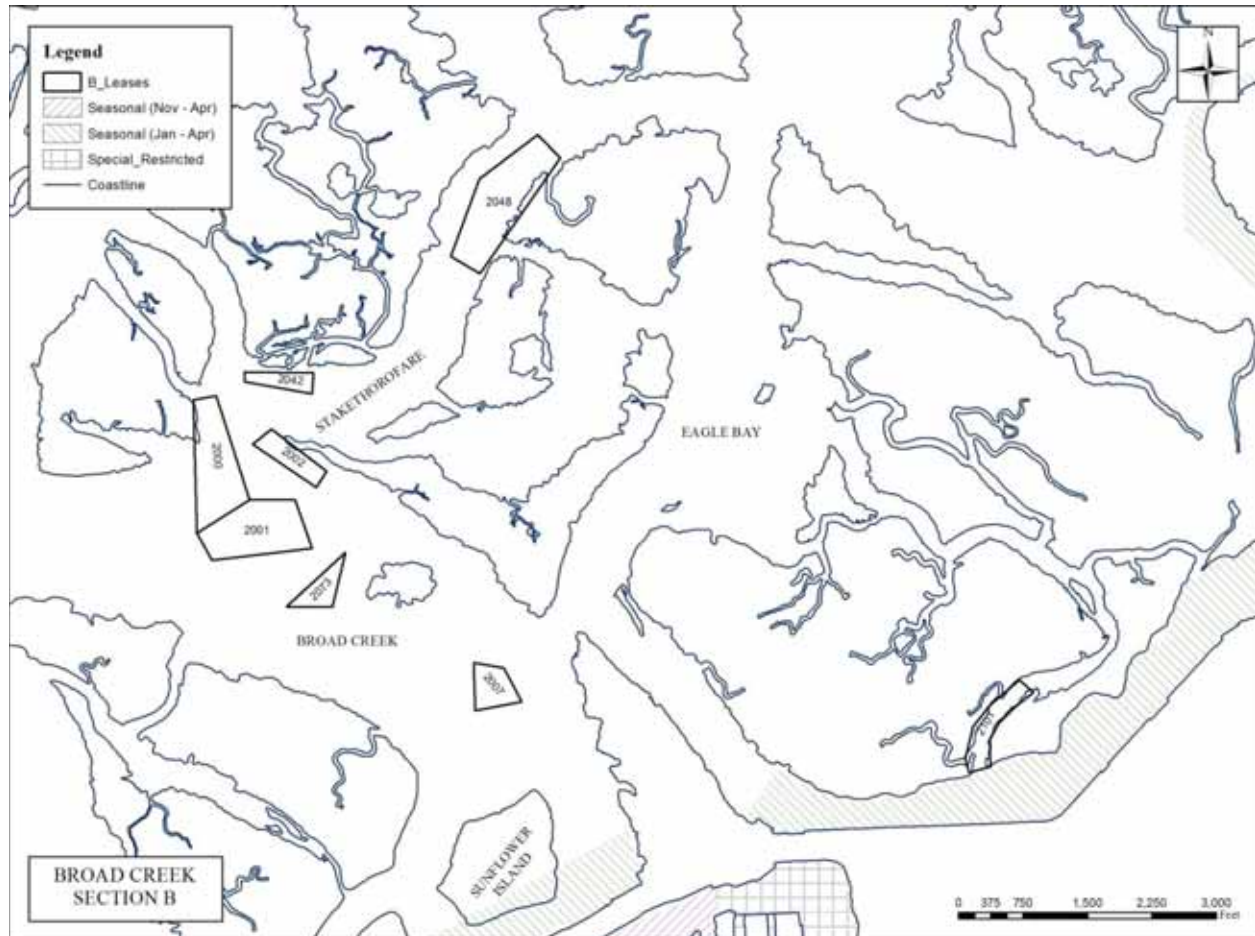 Legend
B_Leases
Seasonal (Nov - Apr)
Seasonal (Jan - Apr)
Special_Restricted
Coastline
N
2048
2042
STAKETHOROFARE
2000
2002
EAGLE BAY
2001
2073
BROAD CREEK
2007
2101
SUNFLOWER
ISLAND
BROAD CREEK
SECTION B
0 375 750 1,500 2,250 3,000
Feet